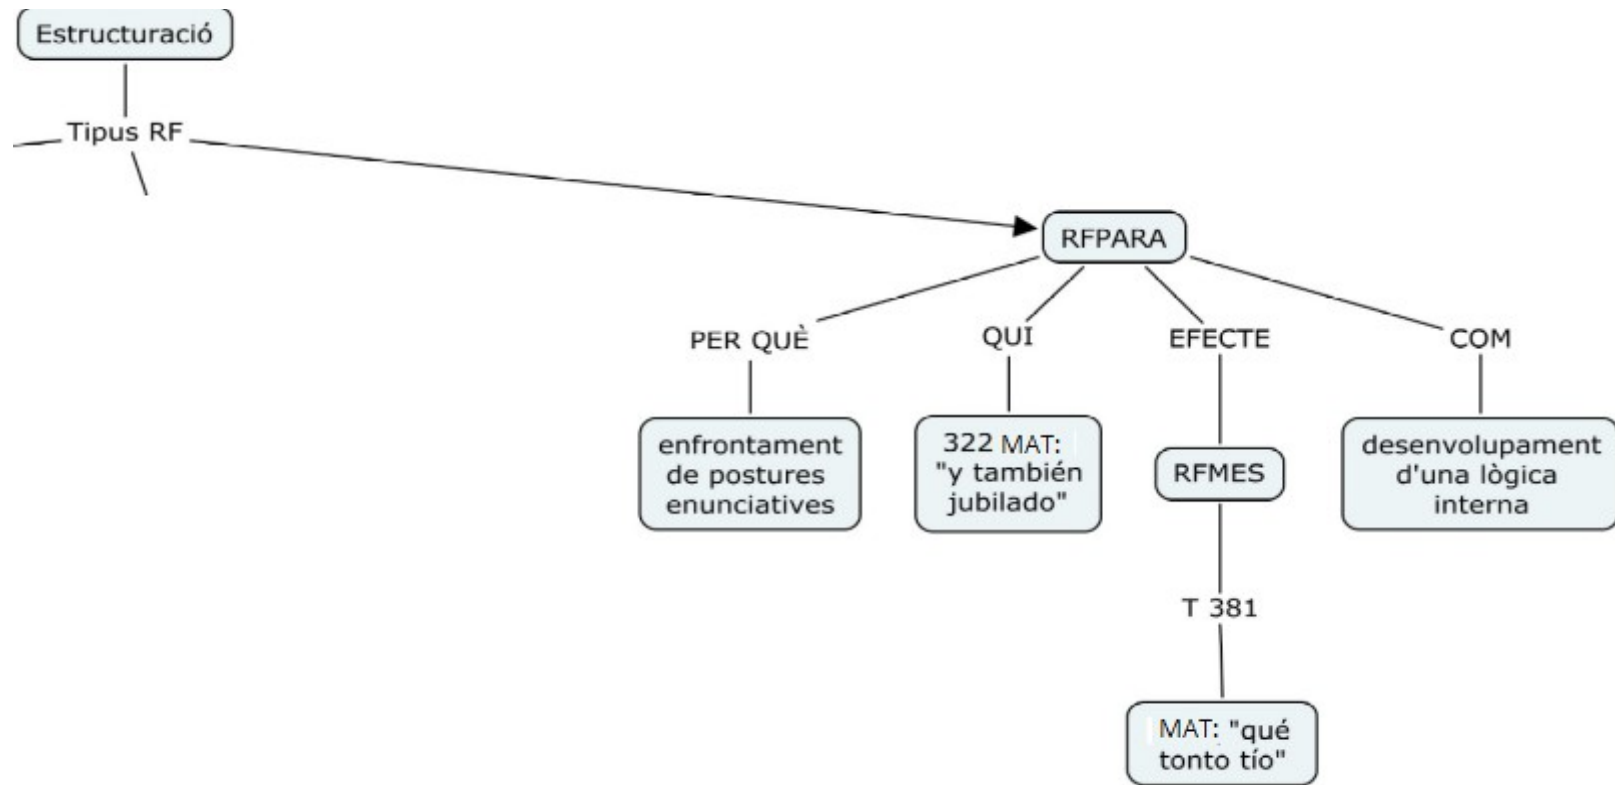 Estructuració
Tipus RF
RFPARA
PER QUÈ
QUI
EFECTE
COM
enfrontament
de postures
enunciatives
322 MAT:
"y también
jubilado"
RFMES
desenvolupament
d'una lògica
interna
T 381
MAT: "qué
tonto tío"